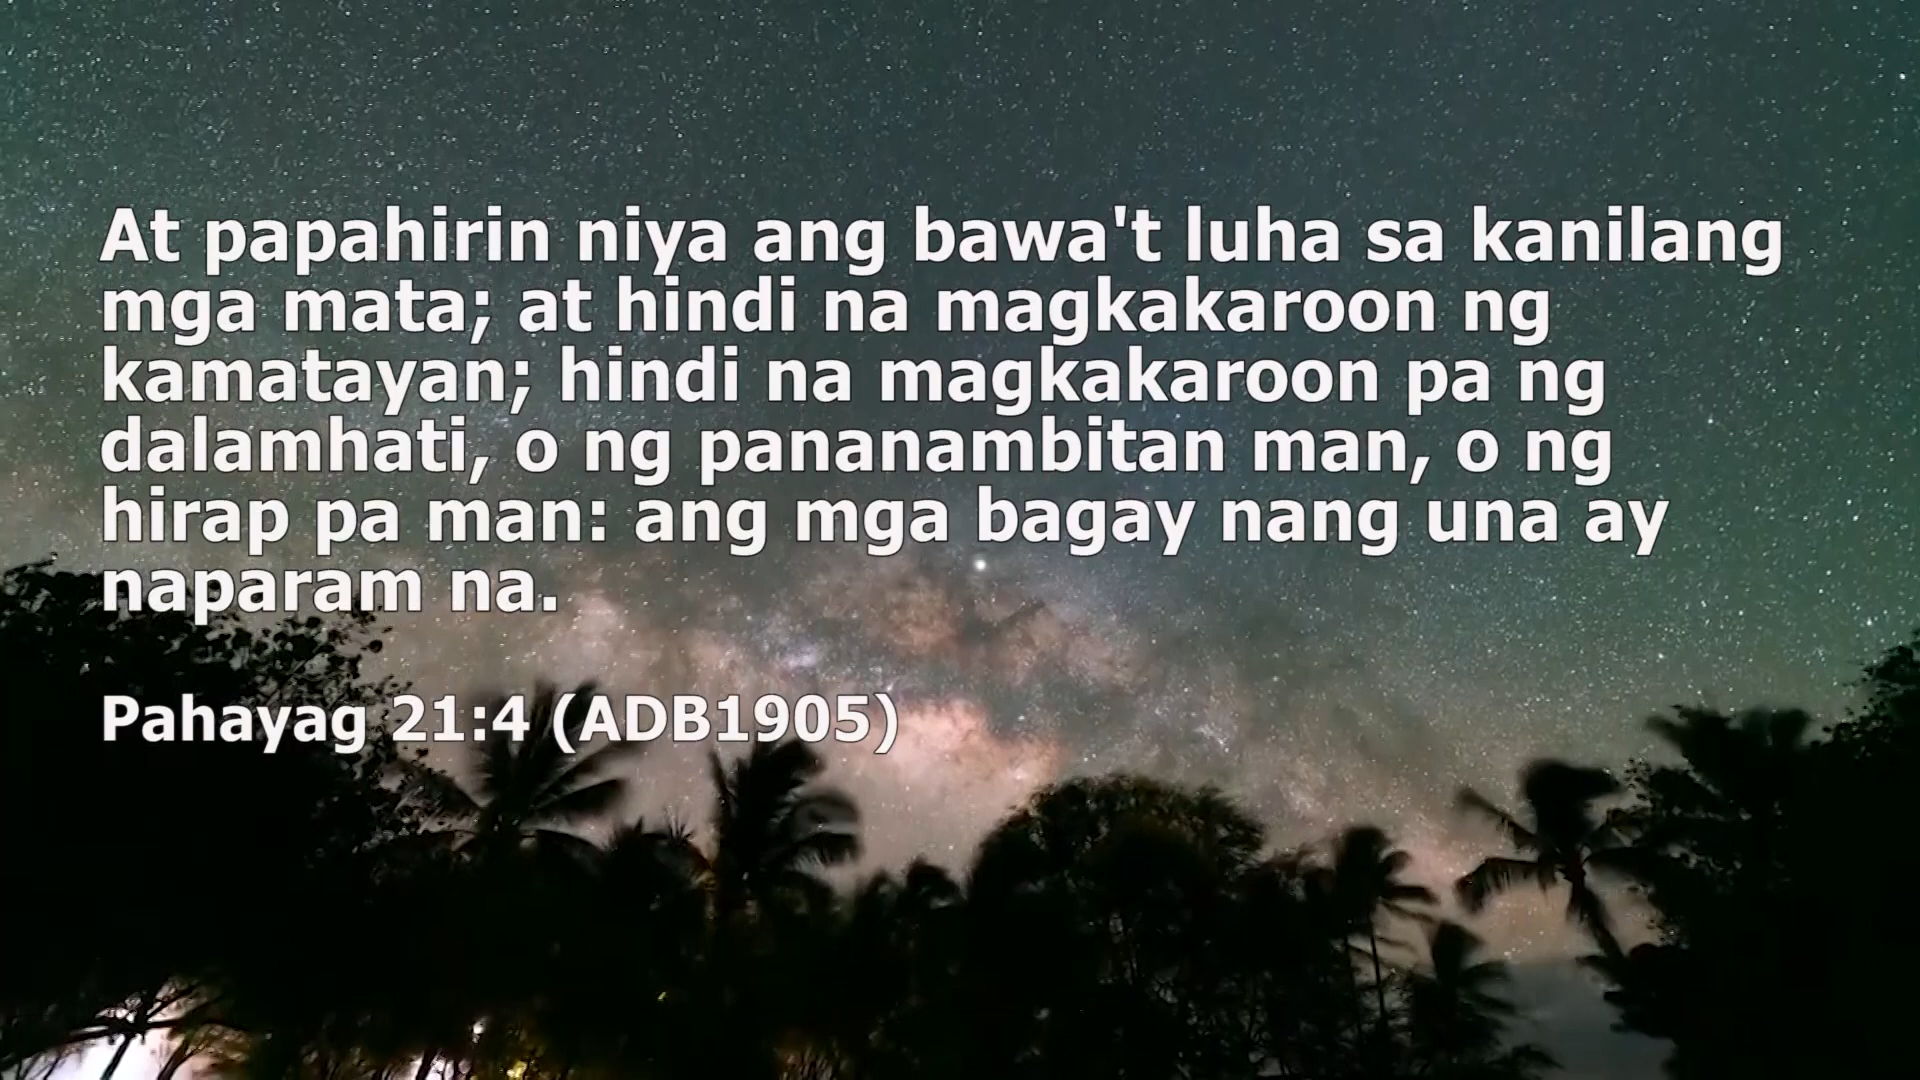 At papahirin niya ang bawa't luha sa kanilang
mga mata; at hindi na magkakaroon ng
kamatayan; hindi na magkakaroon pa ng
dalamhati, o ng pananambitan man, o ng
hirap pa man: ang mga bagay nang una ay
naparam na.
Pahayag 21:4 (ADB1905)